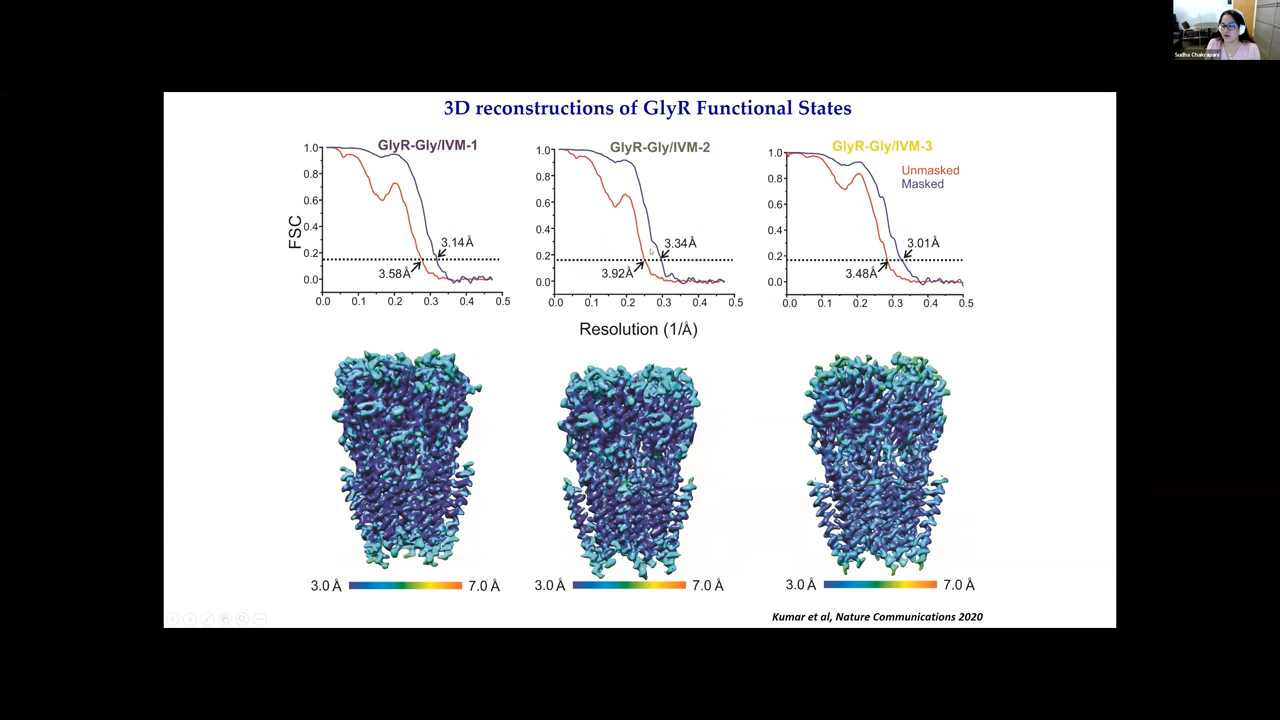 Sudha Chakrapani
3D reconstructions of GlyR Functional States
GlyR-Gly/IVM-1
FSC
1.0
0.8
0.6
0.4
0.2
0.0
3.14Å
3.58Å
0.0 0.1 0.2 0.3 0.4 0.5
GlyR-Gly/IVM-2
1.0
0.8
0.6
0.4
0.2
0.0
3.34Å
3.92Å
0.0 0.1 0.2 0.3 0.4 0.5
GlyR-Gly/IVM-3
Unmasked
Masked
1.0
0.8
0.6
0.4
0.2
0.0
3.01Å
3.48Å
0.0 0.1 0.2 0.3 0.4 0.5
Resolution (1/Å)
3.0 Å 7.0 Å
3.0 Å 7.0 Å
3.0 Å 7.0 Å
Kumar et al, Nature Communications 2020